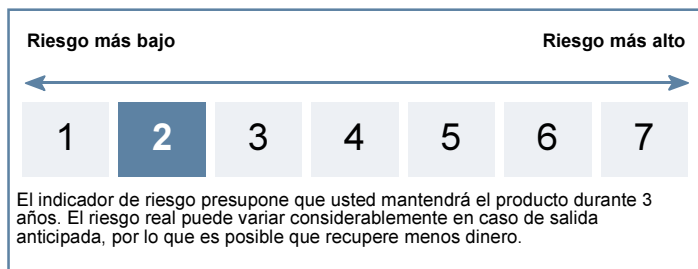 Riesgo más bajo Riesgo más alto
1 2 3 4 5 6 7
El indicador de riesgo presupone que usted mantendrá el producto durante 3
años. El riesgo real puede variar considerablemente en caso de salida
anticipada, por lo que es posible que recupere menos dinero.